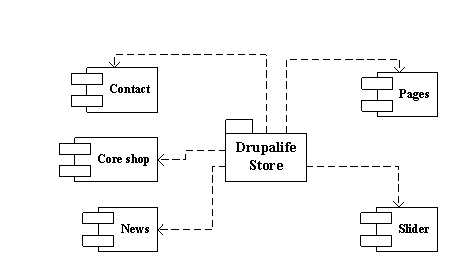 Contact
Pages
Drupalife
Store
Core shop
News
Slider